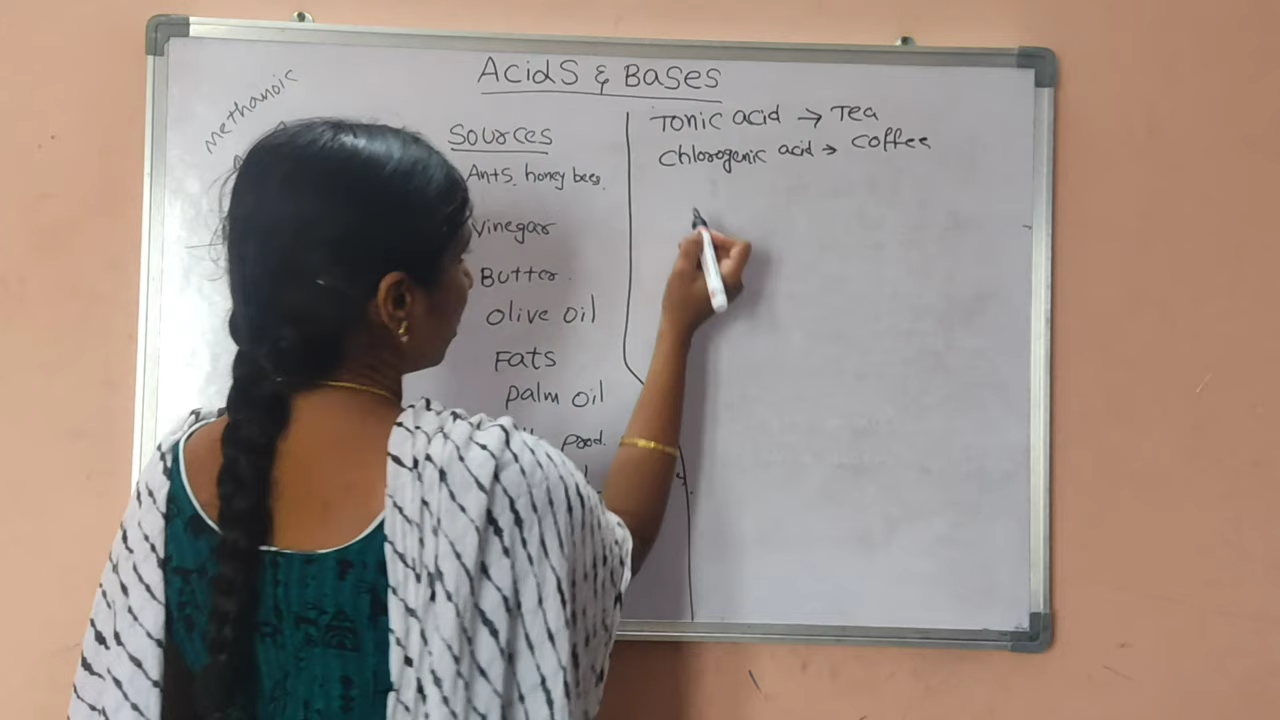 Acids & Bases
methanoic
Sources
Ants, honey bees.
Vinegar
Butter.
Olive oil
Fats
palm oil
prod.
Tonic acid → Tea
Chlorogenic acid → coffee